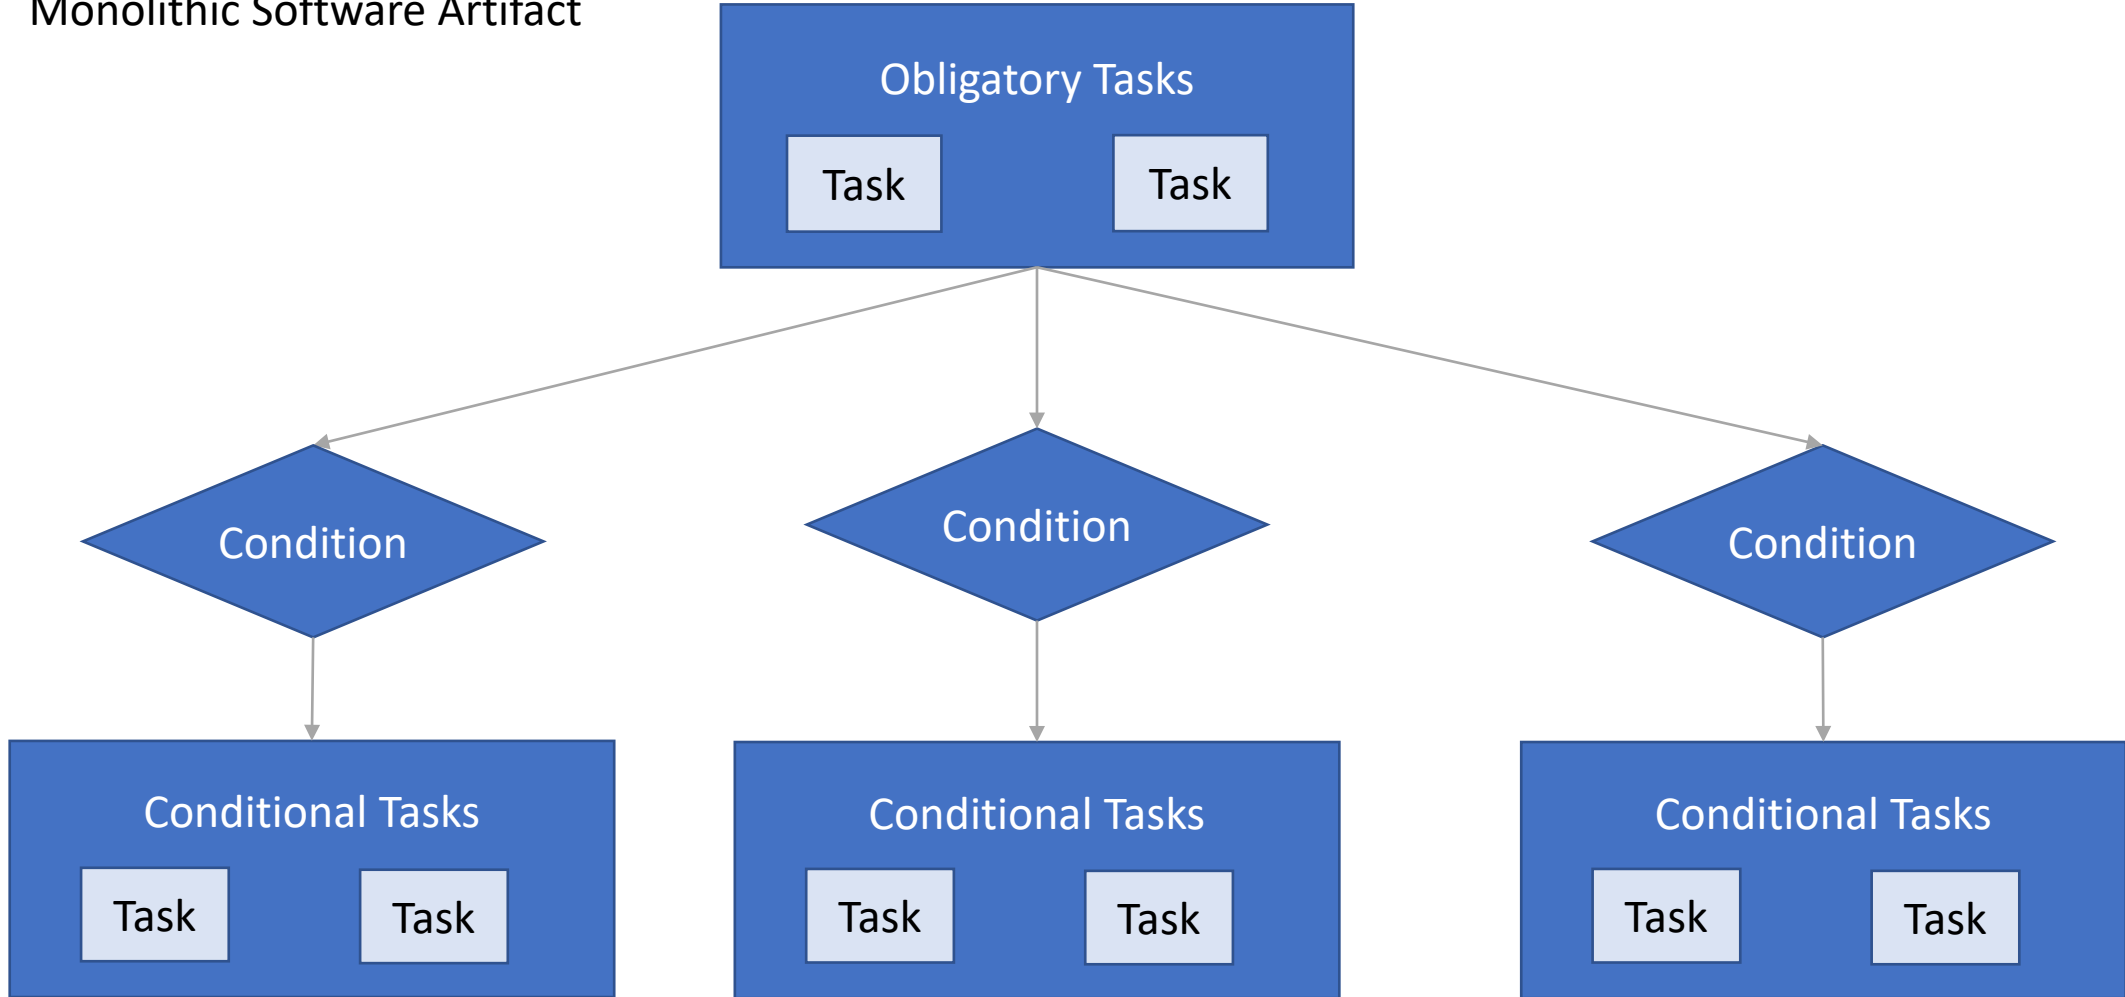 Monolithic Software Artifact
Obligatory Tasks
Task
Task
Condition
Condition
Condition
Conditional Tasks
Task
Task
Conditional Tasks
Task
Task
Conditional Tasks
Task
Task